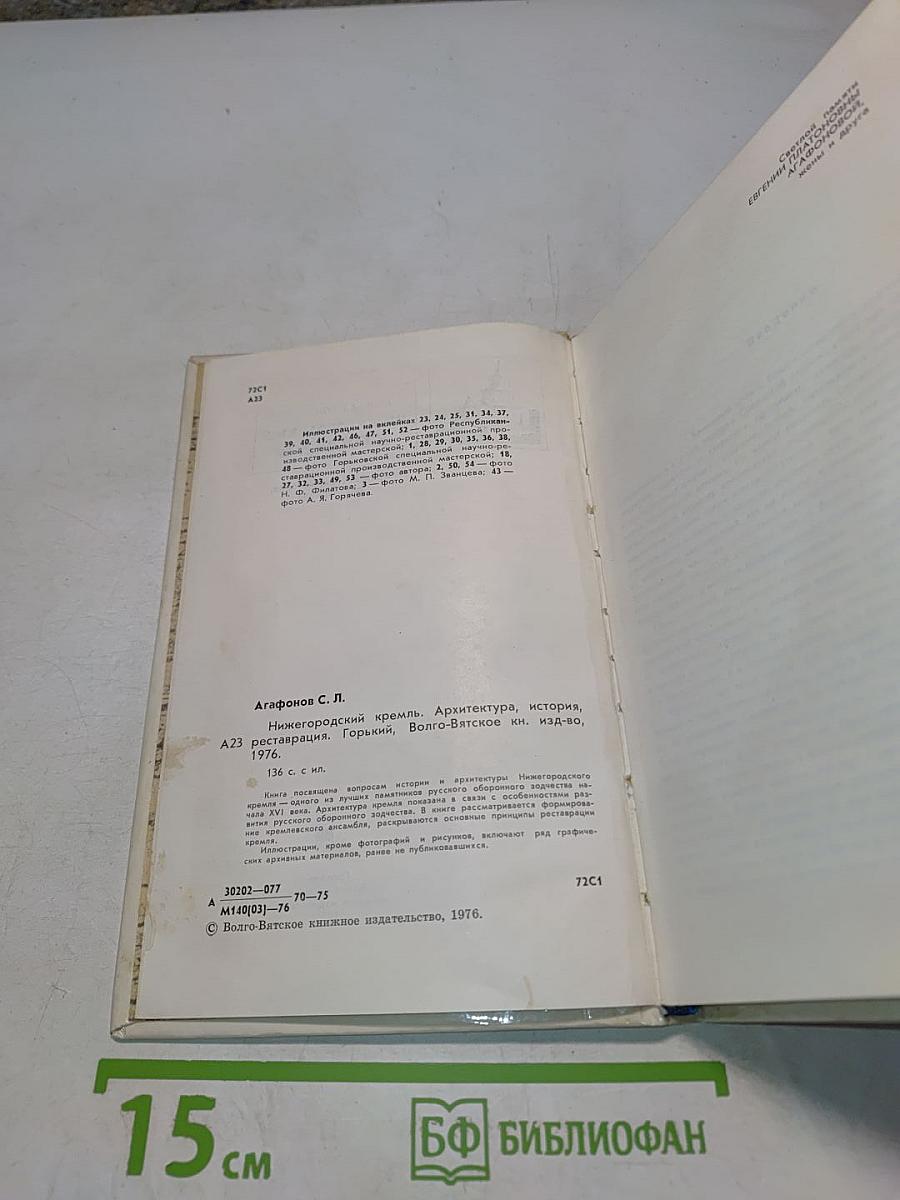 72С1
А23
Иллюстрации на вклейках 23, 24, 25, 31, 34, 37,
39, 40, 41, 42, 46, 47, 51, 52 — фото Республикан-
ской специальной научно-реставрационной про-
изводственной мастерской; 1, 28, 29, 30, 35, 36, 38,
48 — фото Горьковской специальной научно-ре-
ставрационной производственной мастерской; 18,
27, 32, 33, 49, 53 — фото автора; 2, 50, 54 — фото
Н. Ф. Филатова; 3 — фото М. П. Званцева; 43 —
фото А. Я. Горячева.
Агафонов С. Л.
Нижегородский кремль. Архитектура, история,
А23 реставрация. Горький, Волго-Вятское кн. изд-во,
1976.
136 с. с ил.
Книга посвящена вопросам истории и архитектуры Нижегородского
кремля — одного из лучших памятников русского оборонного зодчества на-
чала XVI века. Архитектура кремля показана в связи с особенностями раз-
вития русского оборонного зодчества. В книге рассматривается формирова-
ние кремлевского ансамбля, раскрываются основные принципы реставрации
кремля.
Иллюстрации, кроме фотографий и рисунков, включают ряд графиче-
ских архивных материалов, ранее не публиковавшихся.
А 30202—077 70—75
М140(03)—76
72С1
© Волго-Вятское книжное издательство, 1976.
Светлой памяти
ЕВГЕНИИ ПЛАТОНОВНЫ
АГАФОНОВОЙ,
жены и друга
15 см
БФ БИБЛИОФАН